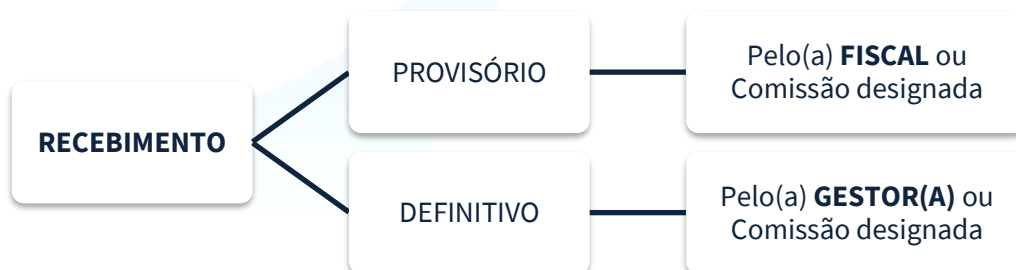 RECEBIMENTO
PROVISÓRIO
Pelo(a) FISCAL ou
Comissão designada
DEFINITIVO
Pelo(a) GESTOR(A) ou
Comissão designada